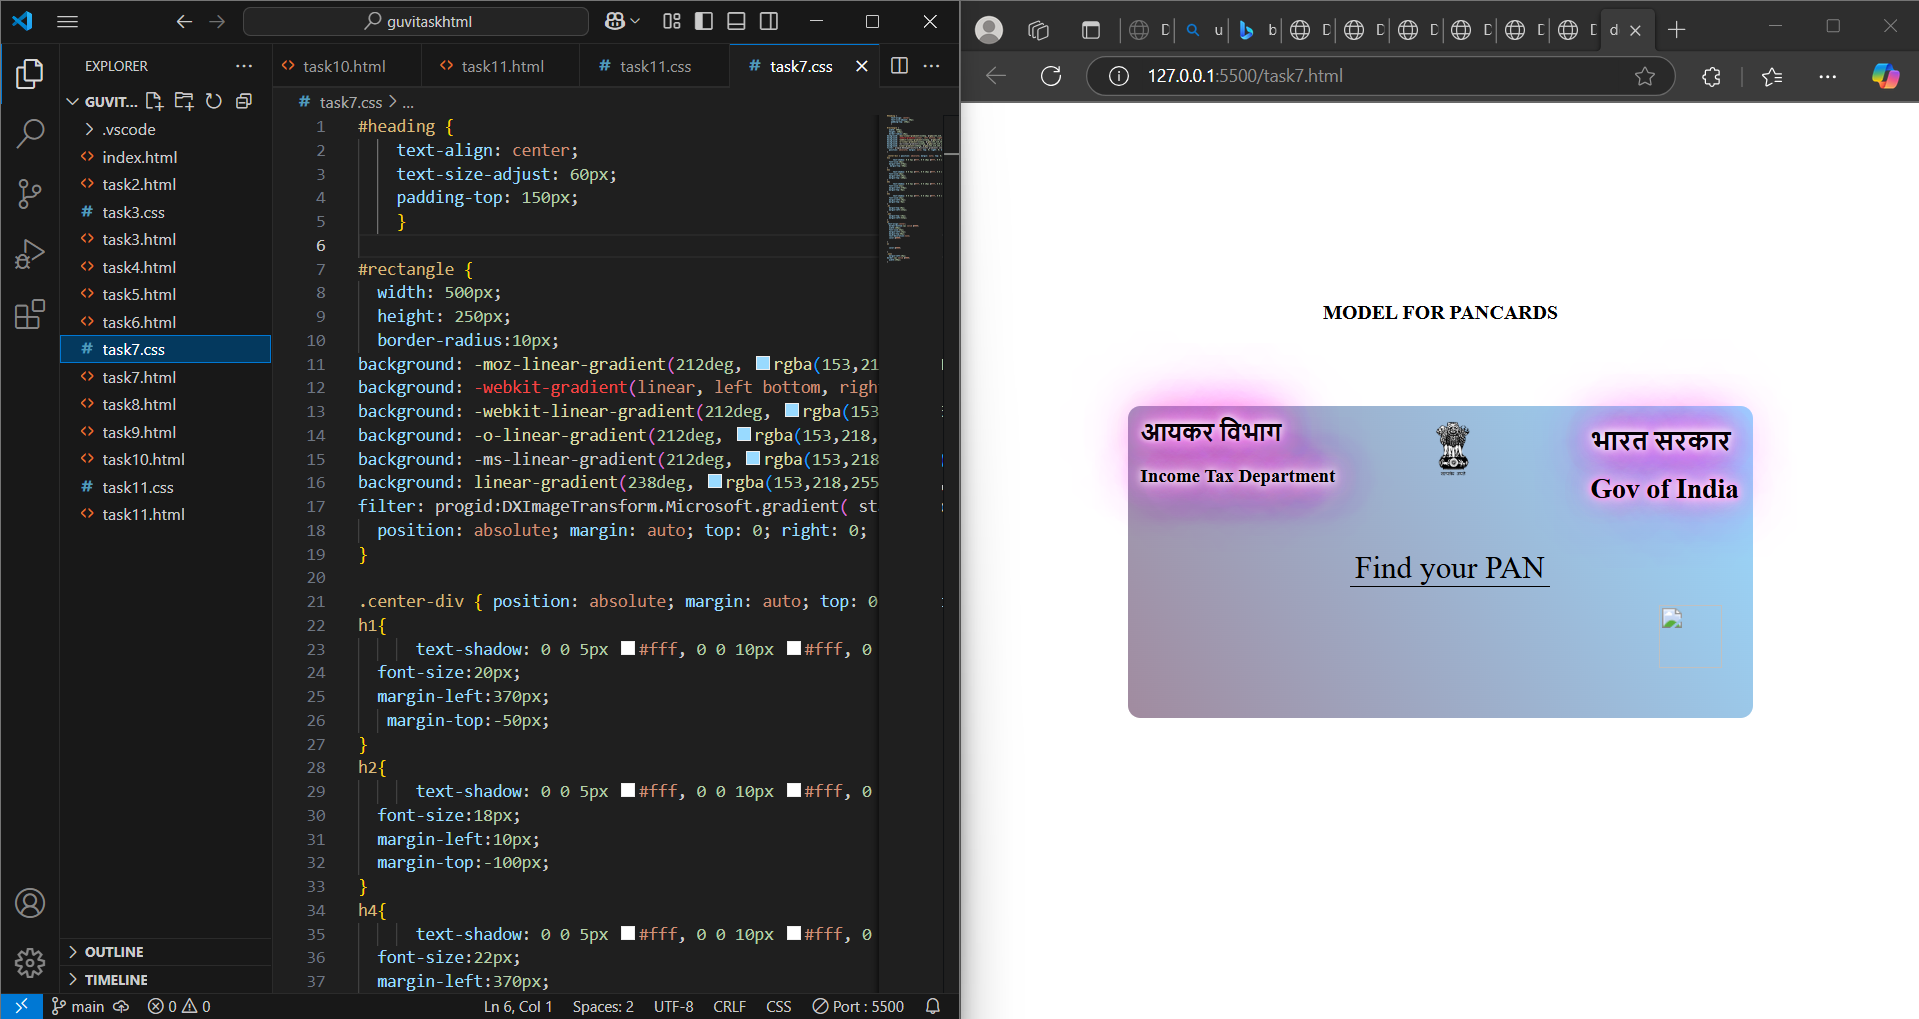 guvitaskhtml
EXPLORER
task10.html
task11.html
task11.css
task7.css
GUVIT...
task7.css > ...
.vscode
index.html
task2.html
task3.css
task3.html
task4.html
task5.html
task6.html
task7.css
task7.html
task8.html
task9.html
task10.html
task11.css
task11.html
OUTLINE
TIMELINE
1 #heading {
2 text-align: center;
3 text-size-adjust: 60px;
4 padding-top: 150px;
5 }
6
7 #rectangle {
8 width: 500px;
9 height: 250px;
10 border-radius:10px;
11 background: -moz-linear-gradient(212deg, rgba(153,21
12 background: -webkit-gradient(linear, left bottom, righ
13 background: -webkit-linear-gradient(212deg, rgba(153
14 background: -o-linear-gradient(212deg, rgba(153,218,
15 background: -ms-linear-gradient(212deg, rgba(153,218
16 background: linear-gradient(238deg, rgba(153,218,255
17 filter: progid:DXImageTransform.Microsoft.gradient( st
18 position: absolute; margin: auto; top: 0; right: 0;
19 }
20
21 .center-div { position: absolute; margin: auto; top: 0
22 h1{
23 text-shadow: 0 0 5px #fff, 0 0 10px #fff, 0
24 font-size:20px;
25 margin-left:370px;
26 margin-top:-50px;
27 }
28 h2{
29 text-shadow: 0 0 5px #fff, 0 0 10px #fff, 0
30 font-size:18px;
31 margin-left:10px;
32 margin-top:-100px;
33 }
34 h4{
35 text-shadow: 0 0 5px #fff, 0 0 10px #fff, 0
36 font-size:22px;
37 margin-left:370px;
main 0 0 Ln 6, Col 1 Spaces: 2 UTF-8 CRLF CSS Port : 5500
D u b D D D D D D d
127.0.0.1:5500/task7.html
MODEL FOR PANCARDS
आयकर विभाग
भारत सरकार
Income Tax Department
Gov of India
Find your PAN